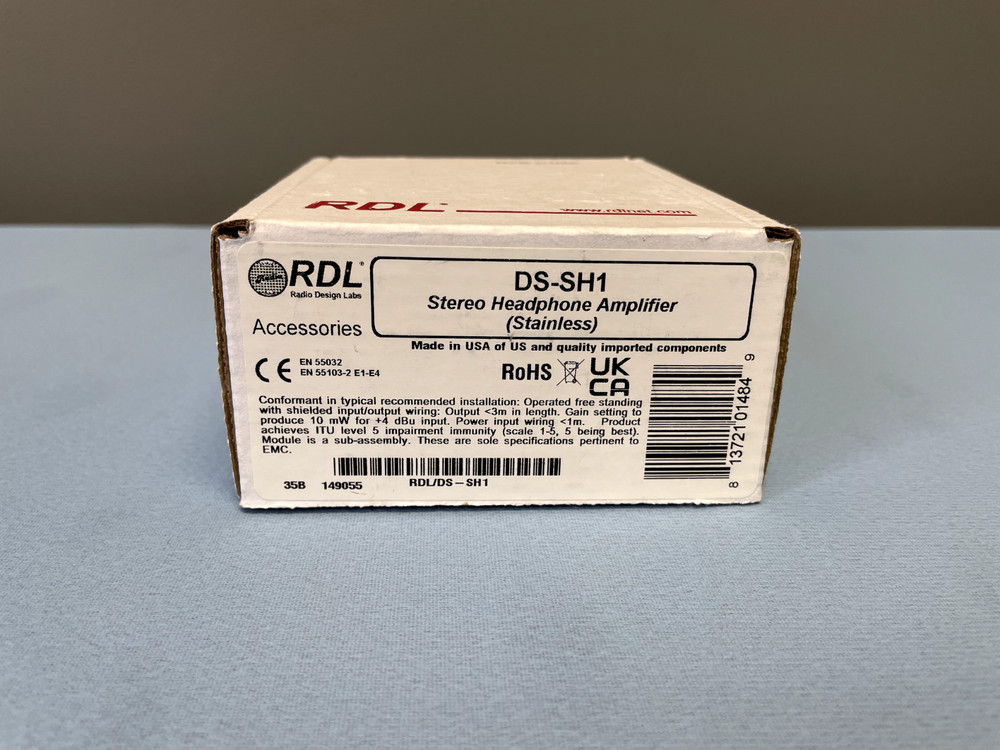 RDL
www.rdlnet.com
Radio
RDL®
Radio Design Labs
Accessories
DS-SH1
Stereo Headphone Amplifier
(Stainless)
Made in USA of US and quality imported components
CE
EN 55032
EN 55103-2 E1-E4
RoHS
UK
CA
Conformant in typical recommended installation: Operated free standing
with shielded input/output wiring: Output <3m in length. Gain setting to
produce 10 mW for +4 dBu input. Power input wiring <1m. Product
achieves ITU level 5 impairment immunity (scale 1-5, 5 being best).
Module is a sub-assembly. These are sole specifications pertinent to
EMC.
35B 149055
RDL/DS-SH1
8 13721 01484 9